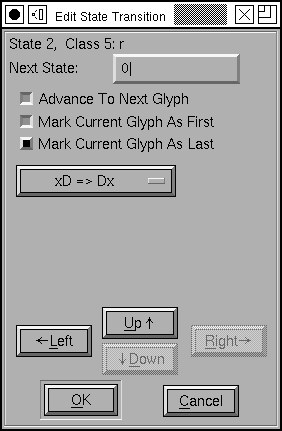 Edit State Transition
State 2, Class 5: r
Next State: 0
Advance To Next Glyph
Mark Current Glyph As First
Mark Current Glyph As Last
xD => Dx
Up ↑
←Left Right→
↓Down
OK Cancel